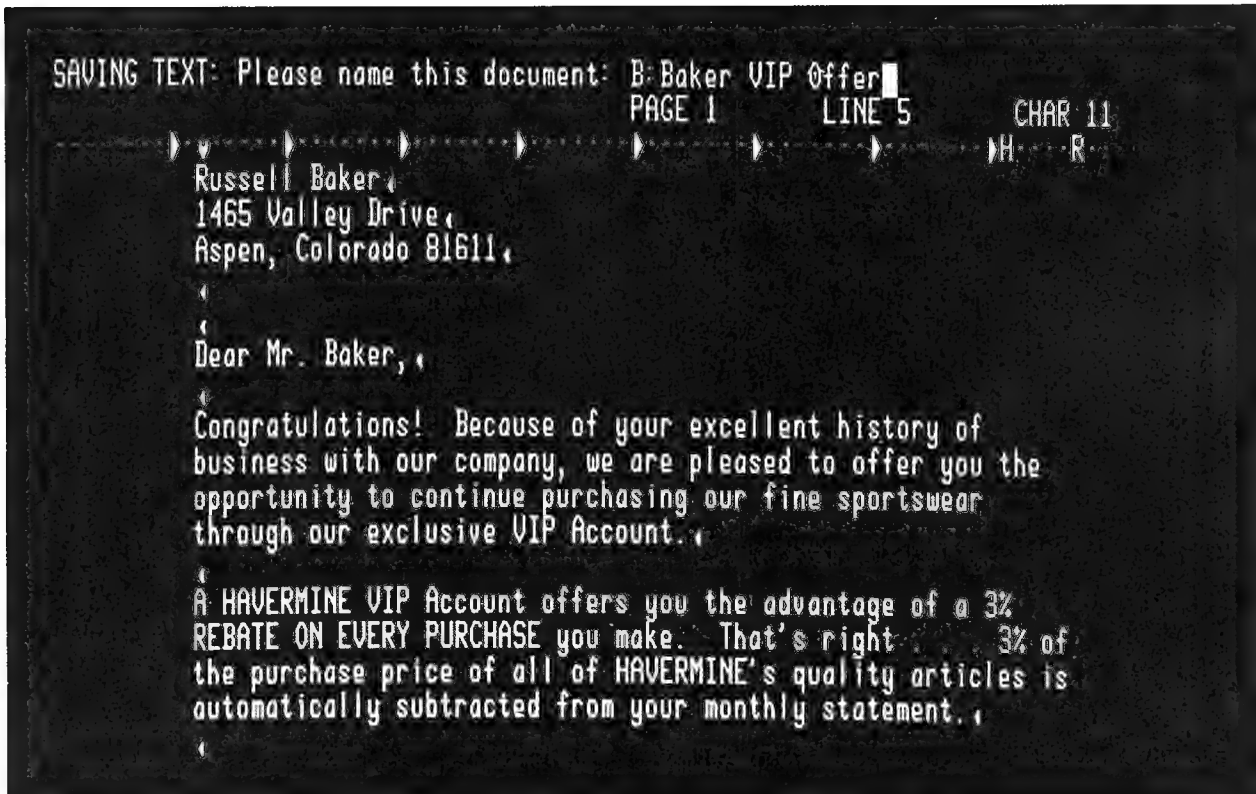 SAVING TEXT: Please name this document: B:Baker VIP Offer
PAGE 1 LINE 5 CHAR 11
H R
Russell Baker
1465 Valley Drive
Aspen, Colorado 81611
Dear Mr. Baker,
Congratulations! Because of your excellent history of
business with our company, we are pleased to offer you the
opportunity to continue purchasing our fine sportswear
through our exclusive VIP Account.
A HAVERMINE VIP Account offers you the advantage of a 3%
REBATE ON EVERY PURCHASE you make. That's right . . . 3% of
the purchase price of all of HAVERMINE's quality articles is
automatically subtracted from your monthly statement.